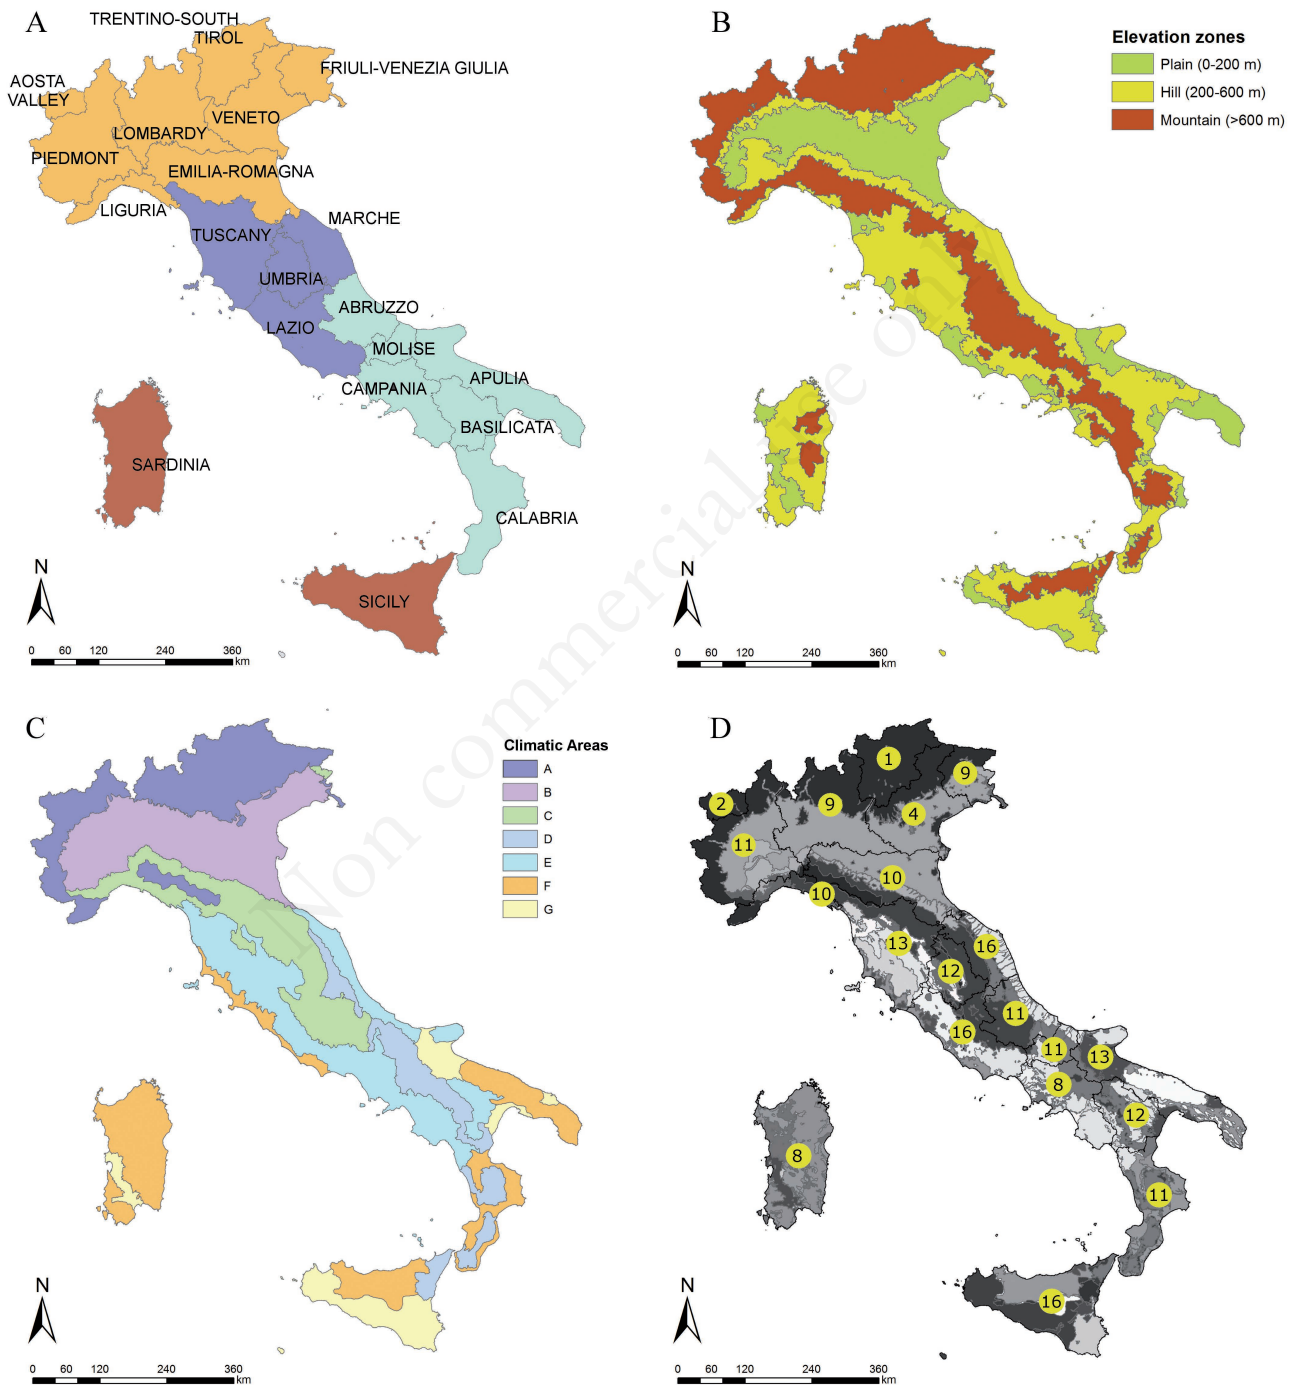 A
TRENTINO-SOUTH
TIROL
FRIULI-VENEZIA GIULIA
AOSTA
VALLEY
VENETO
LOMBARDY
PIEDMONT
EMILIA-ROMAGNA
LIGURIA
MARCHE
TUSCANY
UMBRIA
ABRUZZO
LAZIO
MOLISE
APULIA
CAMPANIA
BASILICATA
SARDINIA
CALABRIA
SICILY
N
0 60 120 240 360
km
B
Elevation zones
Plain (0-200 m)
Hill (200-600 m)
Mountain (>600 m)
N
0 60 120 240 360
km
C
Climatic Areas
A
B
C
D
E
F
G
N
0 60 120 240 360
km
D
1
9
2
9
4
11
10
10
13
16
12
11
16
11
13
8
12
8
11
16
N
0 60 120 240 360
km
Non commercial use only